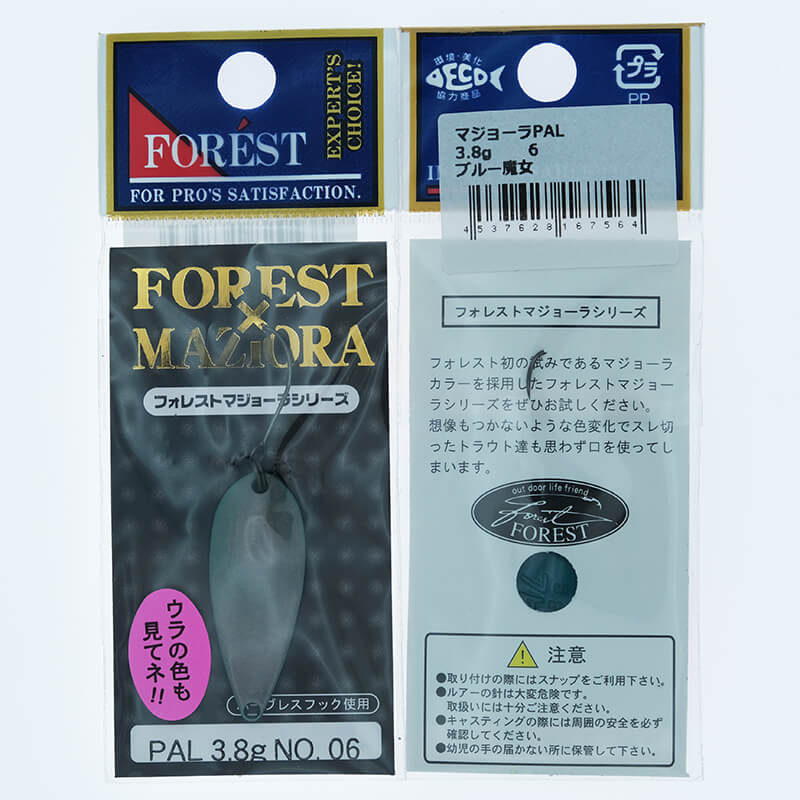 FORÉST
EXPERT'S
CHOICE!
FOR PRO'S SATISFACTION.
FOREST
×
MAZIORA
フォレストマジョーラシリーズ
ウラの色も
見てネ!!
ブレスフック使用
PAL 3.8g NO. 06
環境・美化
ECO
協力商品
プラ
PP
マジョーラPAL
3.8g 6
ブルー魔女
4537628167564
フォレストマジョーラシリーズ
フォレスト初の試みであるマジョーラ
カラーを採用したフォレストマジョー
ラシリーズをぜひお試しください。
想像もつかないような色変化でスレ切
ったトラウト達も思わず口を使ってし
まいます。
out door life friend
Forest
FOREST
注意
●取り付けの際にはスナップをご利用下さい。
●ルアーの針は大変危険です。
取扱いには十分ご注意ください。
●キャスティングの際には周囲の安全を必ず
確認してください。
●幼児の手の届かない所に保管して下さい。